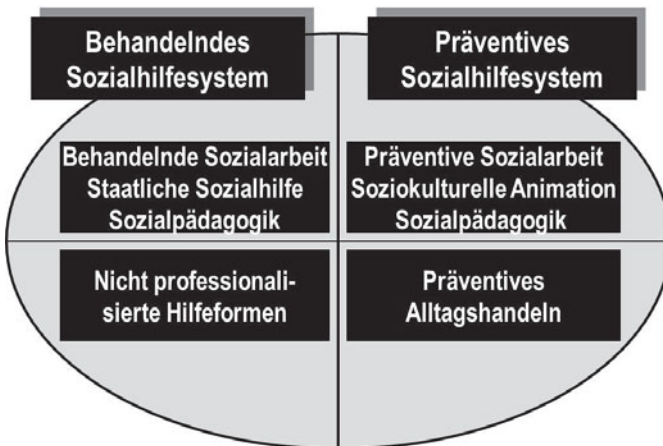 Behandelndes
Sozialhilfesystem
Präventives
Sozialhilfesystem
Behandelnde Sozialarbeit
Staatliche Sozialhilfe
Sozialpädagogik
Präventive Sozialarbeit
Soziokulturelle Animation
Sozialpädagogik
Nicht professionali-
sierte Hilfeformen
Präventives
Alltagshandeln